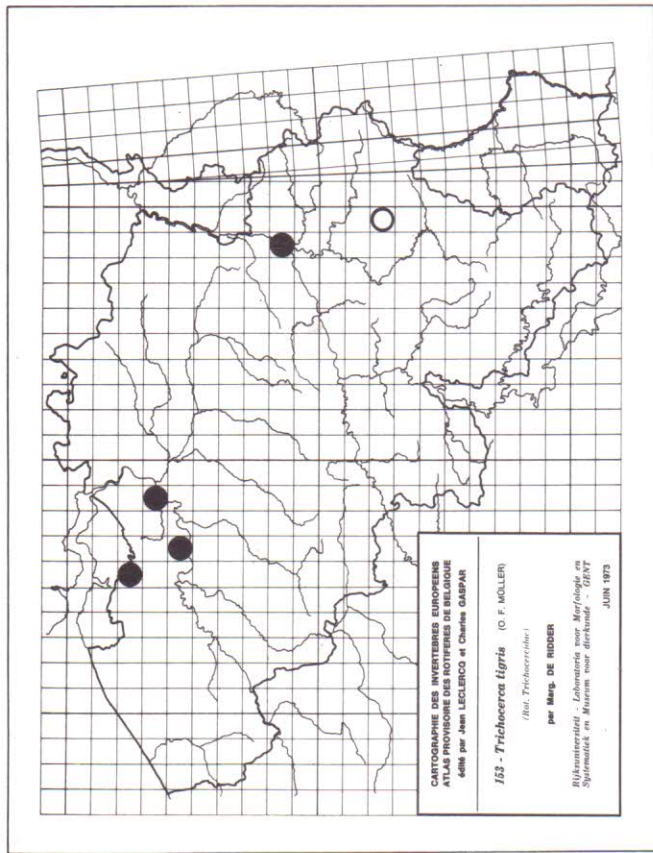 CARTOGRAPHIE DES INVERTEBRES EUROPEENS
ATLAS PROVISOIRE DES ROTIFERES DE BELGIQUE
édité par Jean LECLERCQ et Charles GASPAR
153 - Trichocerca tigris (O. F. MÜLLER)
(Rot. Trichocercidae)
par Marg. DE RIDDER
Rijksuniversiteit - Laboratoria voor Morfologie en
Systematiek en Museum voor dierkunde - GENT
JUIN 1973